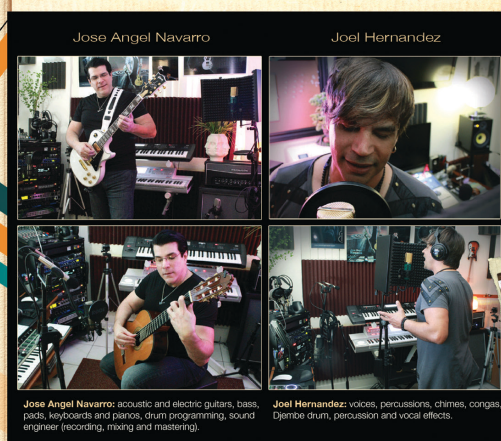 Jose Angel Navarro
Joel Hernandez
Jose Angel Navarro: acoustic and electric guitars, bass,
pads, keyboards and pianos, drum programming, sound
engineer (recording, mixing and mastering).
Joel Hernandez: voices, percussions, chimes, congas,
Djembe drum, percussion and vocal effects.